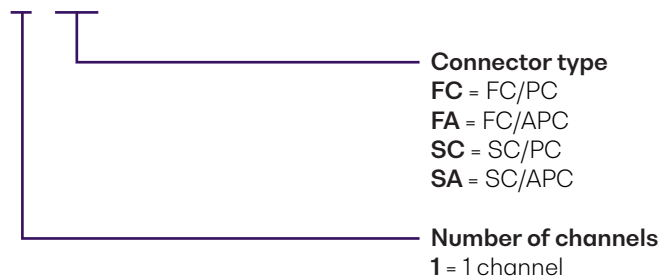 Connector type
FC = FC/PC
FA = FC/APC
SC = SC/PC
SA = SC/APC
Number of channels
1 = 1 channel